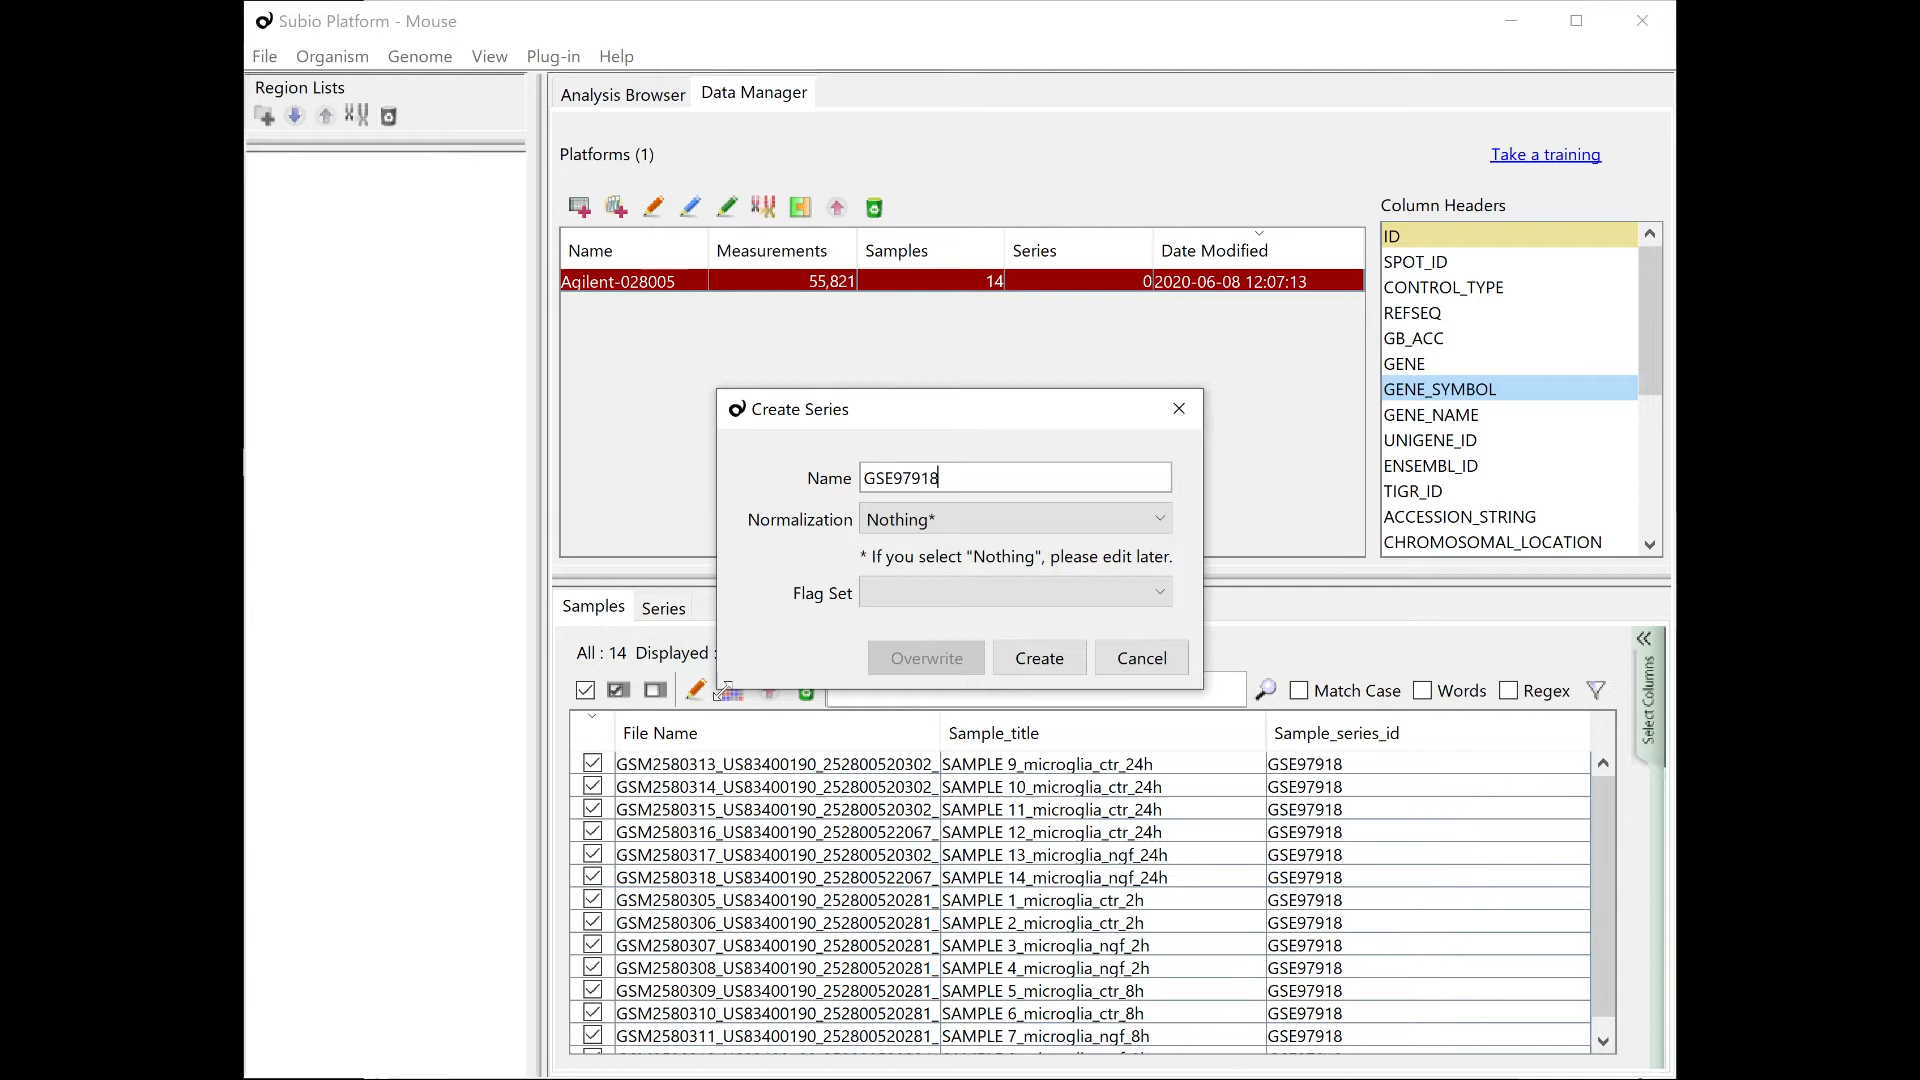 Subio Platform - Mouse
File Organism Genome View Plug-in Help
Region Lists
Analysis Browser Data Manager
Platforms (1)
Take a training
Column Headers
Name Measurements Samples Series Date Modified
Agilent-028005 55,821 14 0 2020-06-08 12:07:13
ID
SPOT_ID
CONTROL_TYPE
REFSEQ
GB_ACC
GENE
GENE_SYMBOL
GENE_NAME
UNIGENE_ID
ENSEMBL_ID
TIGR_ID
ACCESSION_STRING
CHROMOSOMAL_LOCATION
Create Series
Name GSE97918
Normalization Nothing*
* If you select "Nothing", please edit later.
Flag Set
Overwrite Create Cancel
Samples Series
All : 14 Displayed :
Match Case Words Regex
Select Columns
File Name Sample_title Sample_series_id
GSM2580313_US83400190_252800520302_ SAMPLE 9_microglia_ctr_24h GSE97918
GSM2580314_US83400190_252800520302_ SAMPLE 10_microglia_ctr_24h GSE97918
GSM2580315_US83400190_252800520302_ SAMPLE 11_microglia_ctr_24h GSE97918
GSM2580316_US83400190_252800522067_ SAMPLE 12_microglia_ctr_24h GSE97918
GSM2580317_US83400190_252800520302_ SAMPLE 13_microglia_ngf_24h GSE97918
GSM2580318_US83400190_252800522067_ SAMPLE 14_microglia_ngf_24h GSE97918
GSM2580305_US83400190_252800520281_ SAMPLE 1_microglia_ctr_2h GSE97918
GSM2580306_US83400190_252800520281_ SAMPLE 2_microglia_ctr_2h GSE97918
GSM2580307_US83400190_252800520281_ SAMPLE 3_microglia_ngf_2h GSE97918
GSM2580308_US83400190_252800520281_ SAMPLE 4_microglia_ngf_2h GSE97918
GSM2580309_US83400190_252800520281_ SAMPLE 5_microglia_ctr_8h GSE97918
GSM2580310_US83400190_252800520281_ SAMPLE 6_microglia_ctr_8h GSE97918
GSM2580311_US83400190_252800520281_ SAMPLE 7_microglia_ngf_8h GSE97918